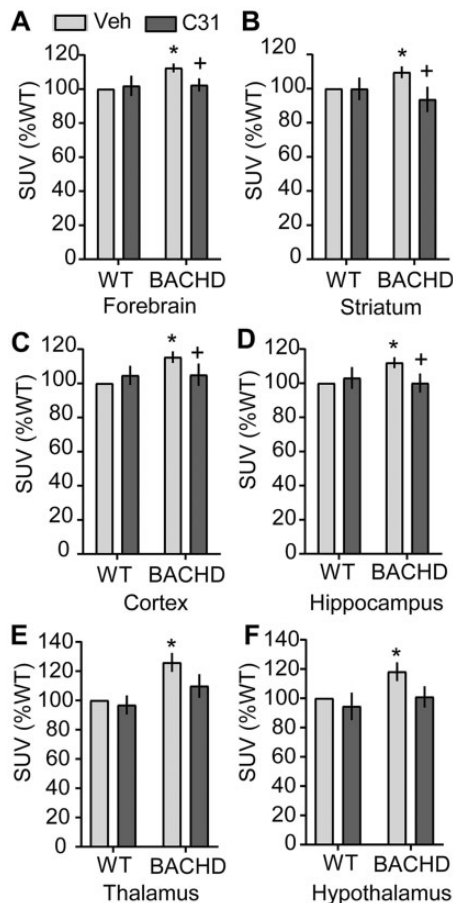 Veh C31
A
SUV (%WT)
120
100
80
60
40
20
0
*
+
WT BACHD
Forebrain
B
SUV (%WT)
120
100
80
60
40
20
0
*
+
WT BACHD
Striatum
C
SUV (%WT)
120
100
80
60
40
20
0
*
+
WT BACHD
Cortex
D
SUV (%WT)
120
100
80
60
40
20
0
*
+
WT BACHD
Hippocampus
E
SUV (%WT)
140
120
100
80
60
40
20
0
*
WT BACHD
Thalamus
F
SUV (%WT)
140
120
100
80
60
40
20
0
*
WT BACHD
Hypothalamus